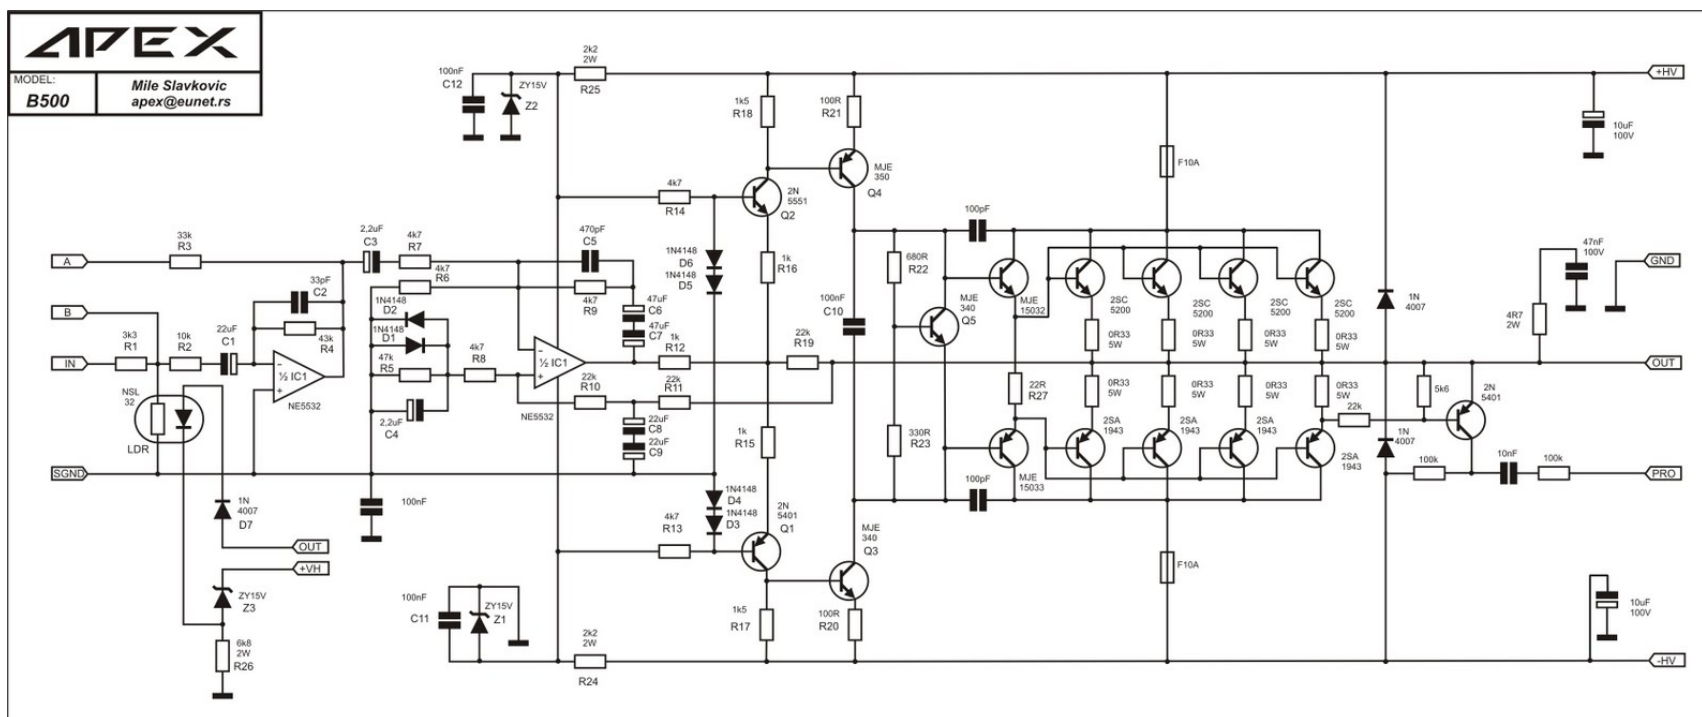 APEX
MODEL:
B500
Mile Slavkovic
apex@eunet.rs
100nF
C12
ZY15V
Z2
2k2
2W
R25
1k5
R18
100R
R21
MJE
350
Q4
F10A
+HV
10uF
100V
4k7
R14
2N
5551
Q2
33k
R3
A
2,2uF
C3
4k7
R7
4k7
R6
470pF
C5
4k7
R9
1N4148
D6
1N4148
D5
1k
R16
100pF
680R
R22
MJE
15032
2SC
5200
2SC
5200
2SC
5200
2SC
5200
1N
4007
47nF
100V
GND
4R7
2W
33pF
C2
43k
R4
B
1N4148
D2
1N4148
D1
47uF
C6
47uF
C7
100nF
C10
MJE
340
Q5
0R33
5W
0R33
5W
0R33
5W
0R33
5W
IN
3k3
R1
10k
R2
22uF
C1
½ IC1
NE5532
47k
R5
4k7
R8
½ IC1
NE5532
1k
R12
22k
R19
OUT
22k
R10
22k
R11
22uF
C8
22uF
C9
2,2uF
C4
NSL
32
LDR
1k
R15
330R
R23
22R
R27
0R33
5W
0R33
5W
0R33
5W
0R33
5W
22k
5k6
2N
5401
2SA
1943
2SA
1943
2SA
1943
2SA
1943
1N
4007
MJE
15033
100pF
100k
10nF
100k
PRO
SGND
100nF
1N
4007
D7
OUT
+VH
1N4148
D4
1N4148
D3
4k7
R13
2N
5401
Q1
MJE
340
Q3
F10A
ZY15V
Z3
6k8
2W
R26
100nF
C11
ZY15V
Z1
2k2
2W
R24
1k5
R17
100R
R20
10uF
100V
-HV